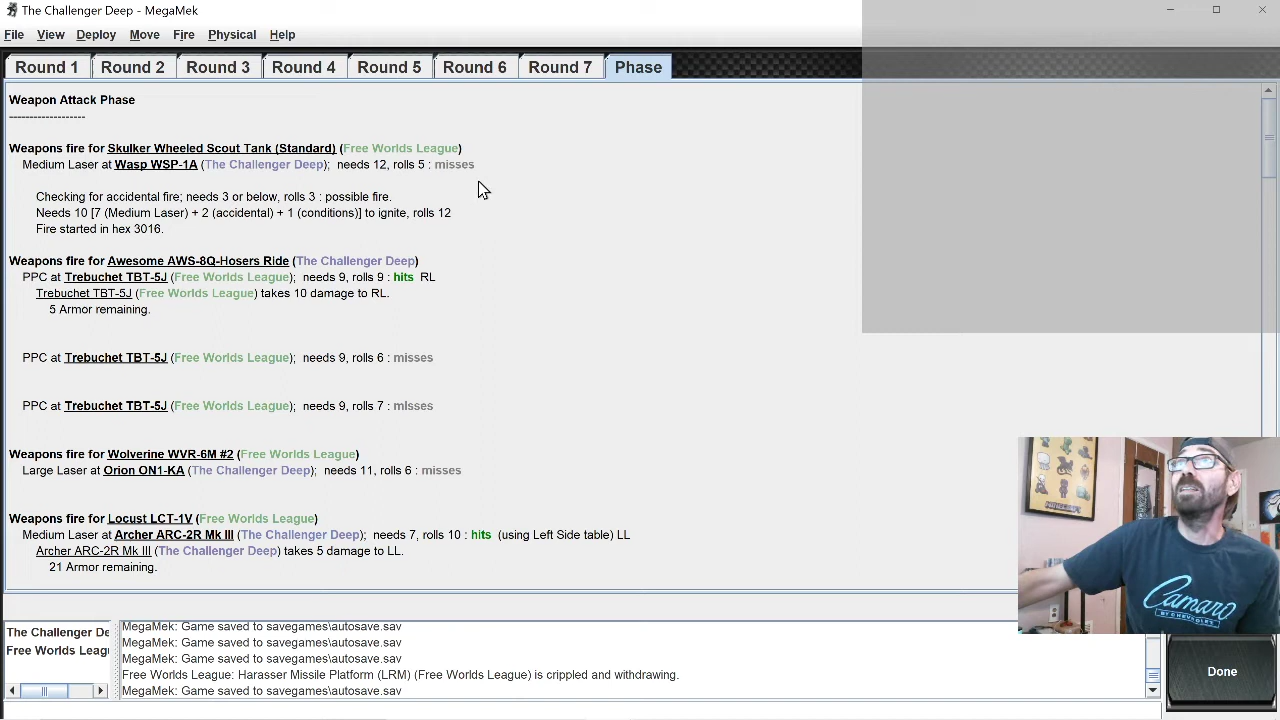 The Challenger Deep - MegaMek
File View Deploy Move Fire Physical Help
Round 1 Round 2 Round 3 Round 4 Round 5 Round 6 Round 7 Phase
Weapon Attack Phase
-------------------
Weapons fire for Skulker Wheeled Scout Tank (Standard) (Free Worlds League)
Medium Laser at Wasp WSP-1A (The Challenger Deep); needs 12, rolls 5 : misses
Checking for accidental fire; needs 3 or below, rolls 3 : possible fire.
Needs 10 [7 (Medium Laser) + 2 (accidental) + 1 (conditions)] to ignite, rolls 12
Fire started in hex 3016.
Weapons fire for Awesome AWS-8Q-Hosers Ride (The Challenger Deep)
PPC at Trebuchet TBT-5J (Free Worlds League); needs 9, rolls 9 : hits RL
Trebuchet TBT-5J (Free Worlds League) takes 10 damage to RL.
5 Armor remaining.
PPC at Trebuchet TBT-5J (Free Worlds League); needs 9, rolls 6 : misses
PPC at Trebuchet TBT-5J (Free Worlds League); needs 9, rolls 7 : misses
Weapons fire for Wolverine WVR-6M #2 (Free Worlds League)
Large Laser at Orion ON1-KA (The Challenger Deep); needs 11, rolls 6 : misses
Weapons fire for Locust LCT-1V (Free Worlds League)
Medium Laser at Archer ARC-2R Mk III (The Challenger Deep); needs 7, rolls 10 : hits (using Left Side table) LL
Archer ARC-2R Mk III (The Challenger Deep) takes 5 damage to LL.
21 Armor remaining.
Camaro
BY CHEVROLET
The Challenger De
Free Worlds Leag
MegaMek: Game saved to savegames\autosave.sav
MegaMek: Game saved to savegames\autosave.sav
MegaMek: Game saved to savegames\autosave.sav
Free Worlds League: Harasser Missile Platform (LRM) (Free Worlds League) is crippled and withdrawing.
MegaMek: Game saved to savegames\autosave.sav
Done